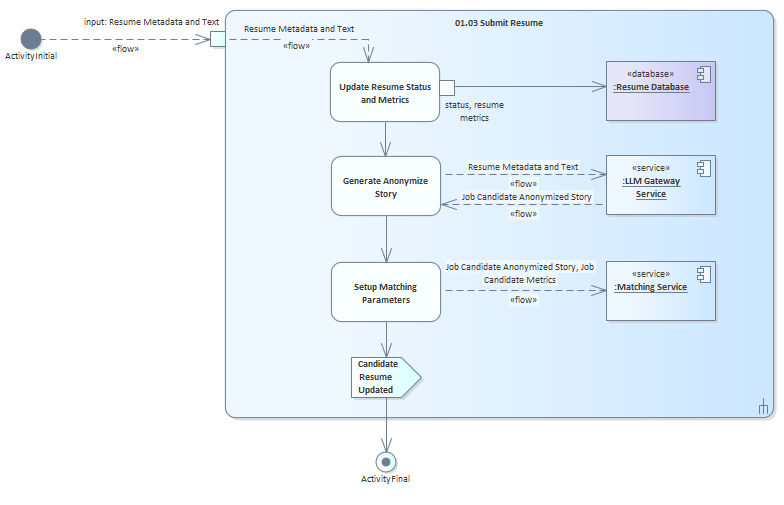 01.03 Submit Resume
input: Resume Metadata and Text
«flow»
ActivityInitial
Resume Metadata and Text
«flow»
Update Resume Status
and Metrics
status, resume
metrics
«database»
:Resume Database
Generate Anonymize
Story
Resume Metadata and Text
«flow»
Job Candidate Anonymized Story
«flow»
«service»
:LLM Gateway
Service
Setup Matching
Parameters
Job Candidate Anonymized Story, Job
Candidate Metrics
«flow»
«service»
:Matching Service
Candidate
Resume
Updated
ActivityFinal